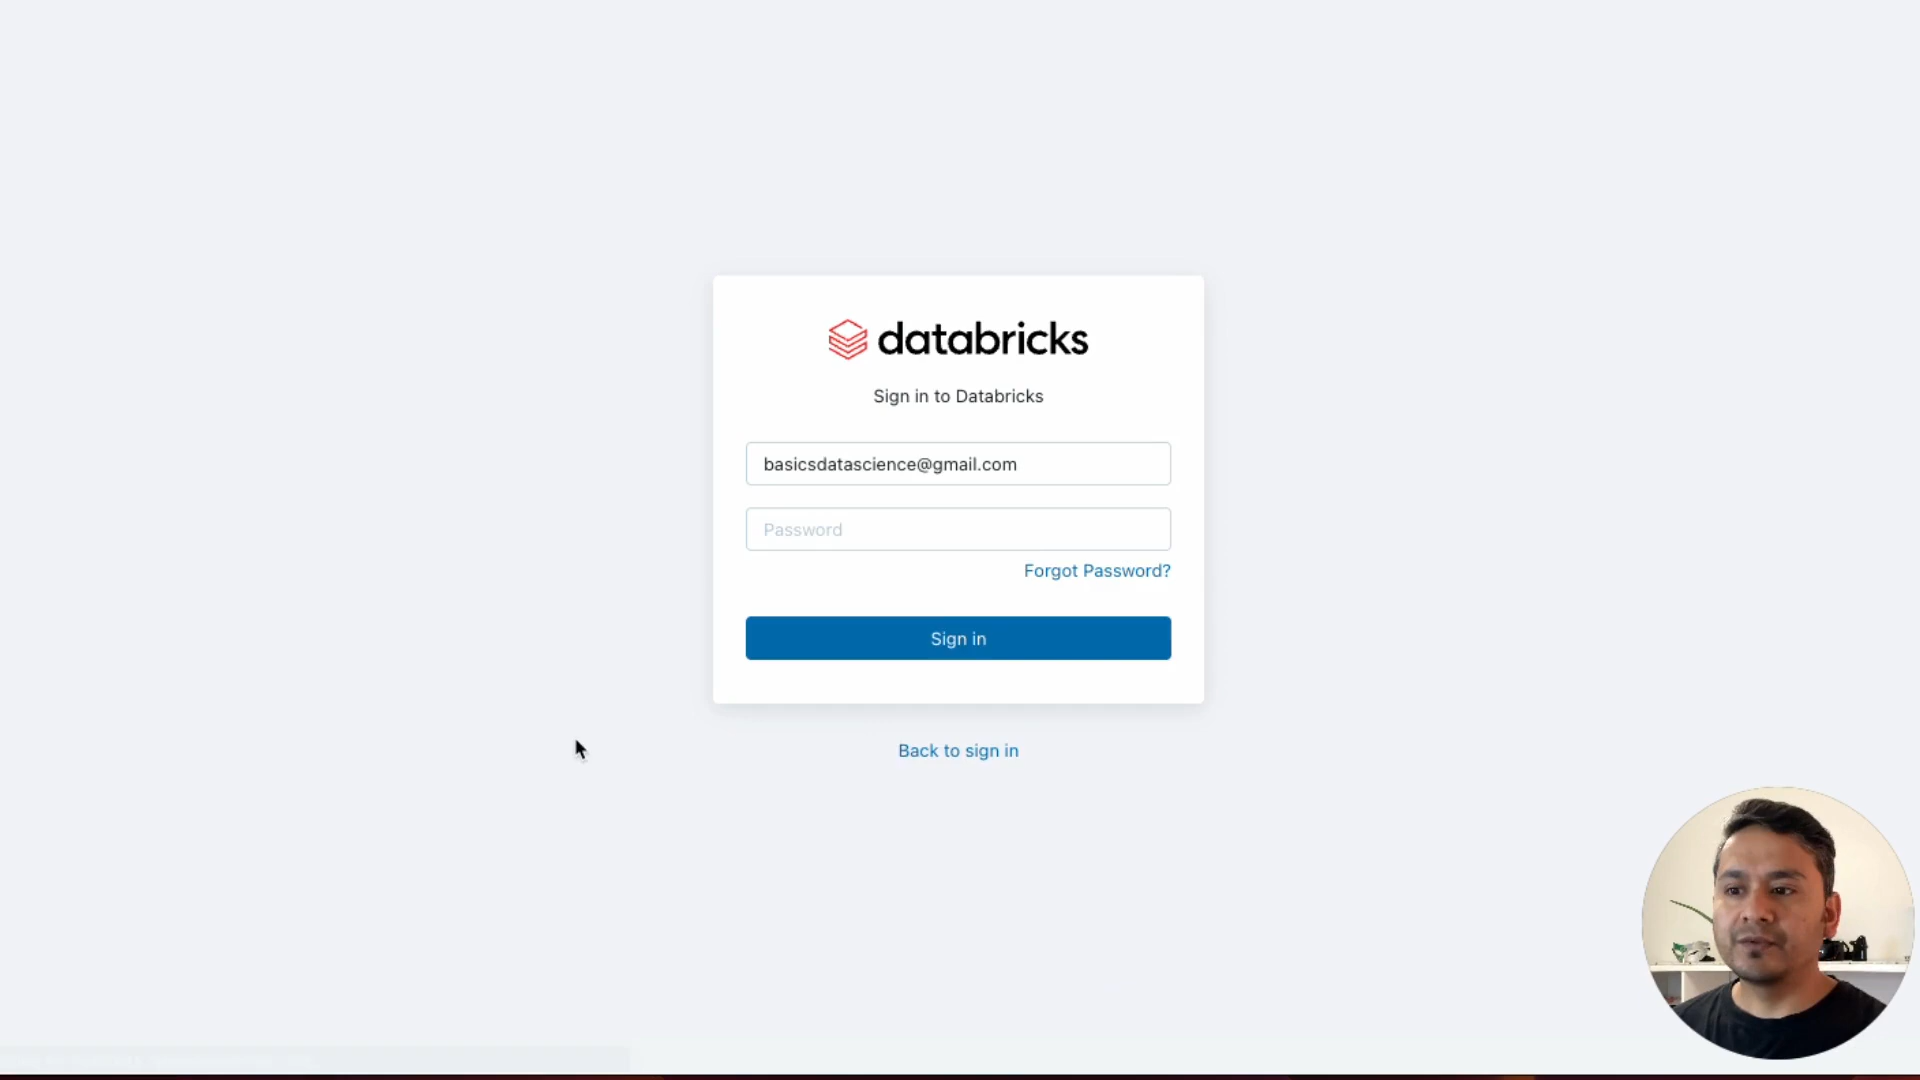 databricks
Sign in to Databricks
basicsdatascience@gmail.com
Password
Forgot Password?
Sign in
Back to sign in